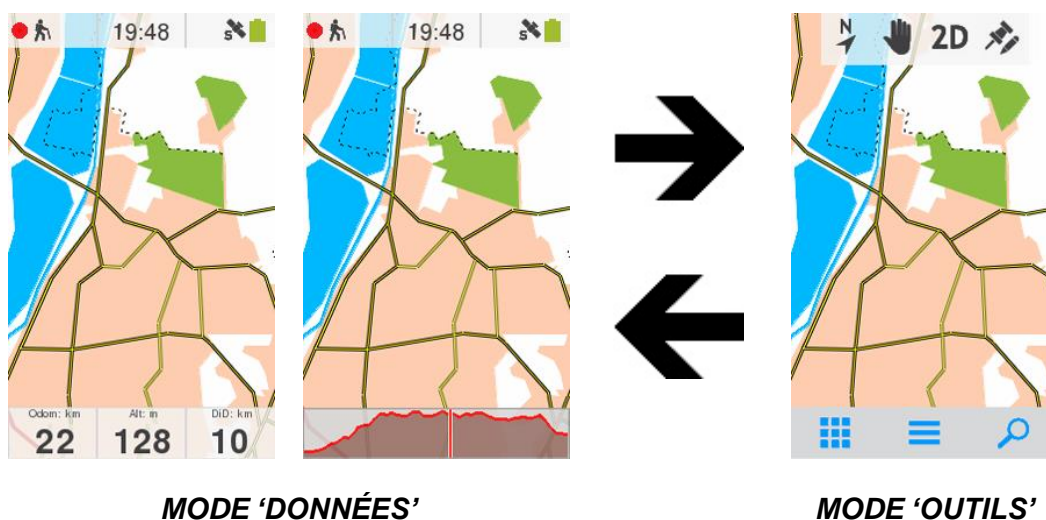 19:48 S
19:48 S
N 2D
Odom: km Alt: m DiD: km
22 128 10
MODE ‘DONNÉES’ MODE ‘OUTILS’